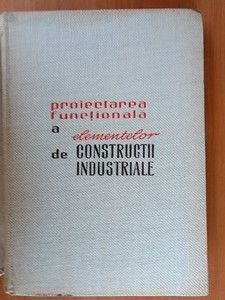 proiectarea
funcțională
a elementelor
de CONSTRUCTII
INDUSTRIALE